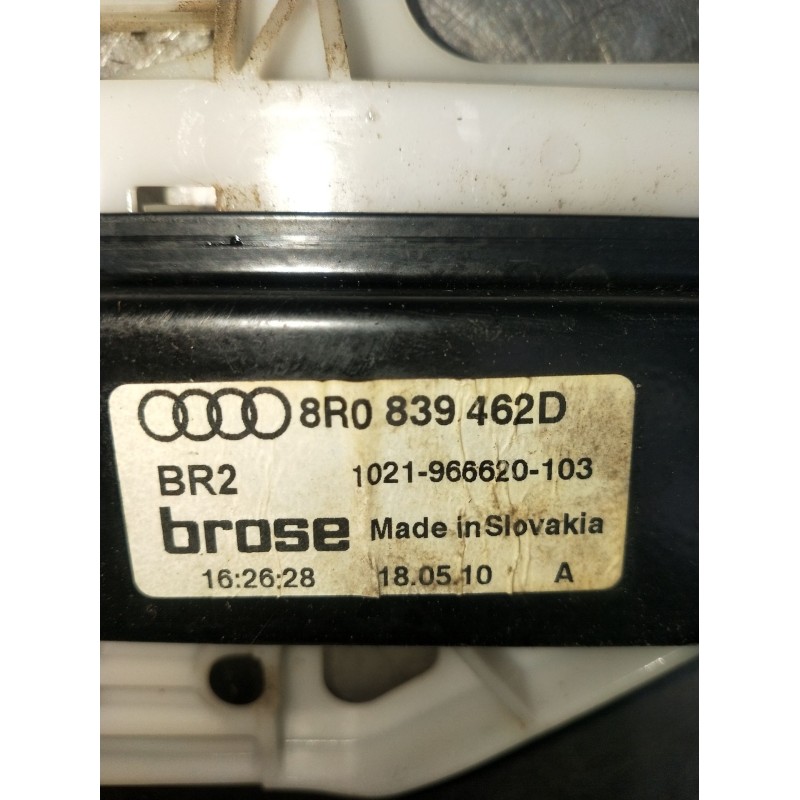 8R0 839 462D
BR2 1021-966620-103
brose Made in Slovakia
16:26:28 18.05.10 A